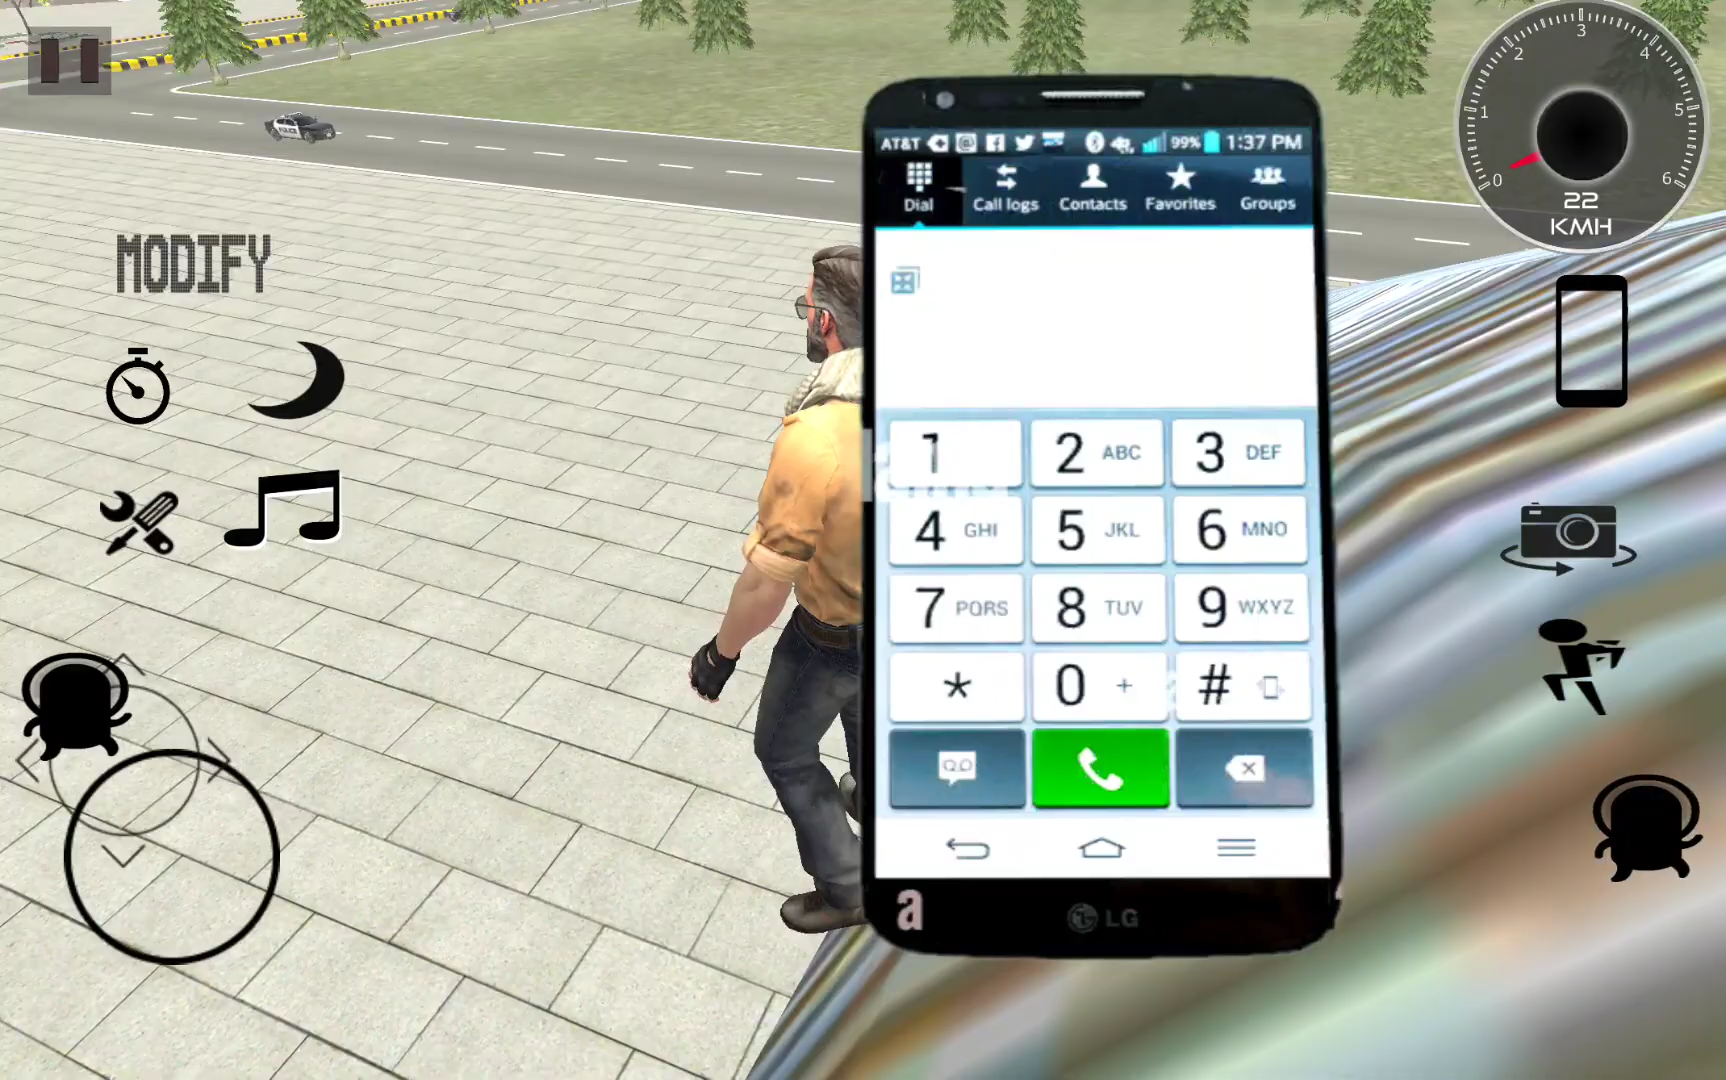 AT&T 99% 1:37 PM
Dial Call logs Contacts Favorites Groups
0 1 2 3 4 5 6
22
KMH
MODIFY
POLICE
1
2 ABC 3 DEF
4 GHI 5 JKL 6 MNO
7 PQRS 8 TUV 9 WXYZ
* 0 + #
a
LG